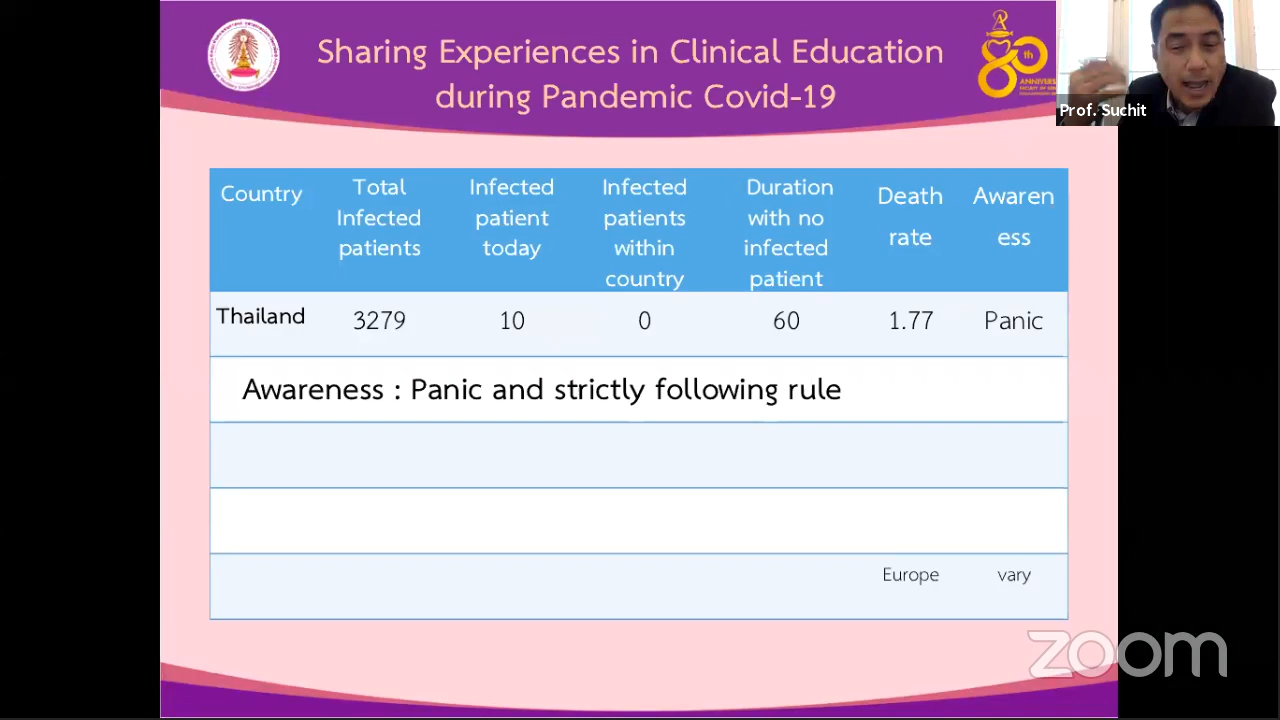 Sharing Experiences in Clinical Education
during Pandemic Covid-19
80th
ANNIVERS
Prof. Suchit
Country
Total
Infected
patients
Infected
patient
today
Infected
patients
within
country
Duration
with no
infected
patient
Death
rate
Awaren
ess
Thailand 3279 10 0 60 1.77 Panic
Awareness : Panic and strictly following rule
Europe vary
zoom